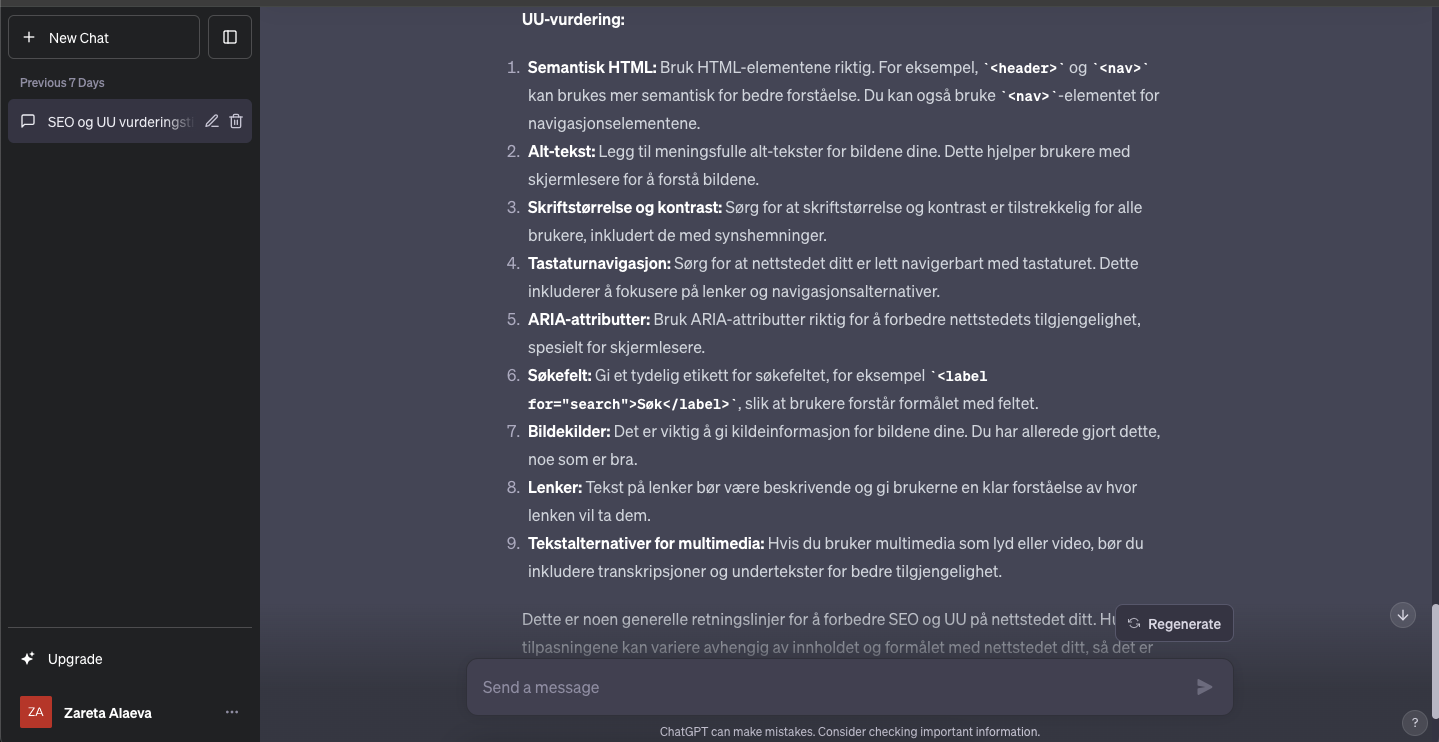 New Chat
Previous 7 Days
SEO og UU vurderingsti
Upgrade
ZA
Zareta Alaeva
UU-vurdering:
1. Semantisk HTML: Bruk HTML-elementene riktig. For eksempel, `<header>` og `<nav>`
kan brukes mer semantisk for bedre forståelse. Du kan også bruke `<nav>`-elementet for
navigasjonselementene.
2. Alt-tekst: Legg til meningsfulle alt-tekster for bildene dine. Dette hjelper brukere med
skjermlesere for å forstå bildene.
3. Skriftstørrelse og kontrast: Sørg for at skriftstørrelse og kontrast er tilstrekkelig for alle
brukere, inkludert de med synshemninger.
4. Tastaturnavigasjon: Sørg for at nettstedet ditt er lett navigerbart med tastaturet. Dette
inkluderer å fokusere på lenker og navigasjonsalternativer.
5. ARIA-attributter: Bruk ARIA-attributter riktig for å forbedre nettstedets tilgjengelighet,
spesielt for skjermlesere.
6. Søkefelt: Gi et tydelig etikett for søkefeltet, for eksempel `<label
for="search">Søk</label>`, slik at brukere forstår formålet med feltet.
7. Bildekilder: Det er viktig å gi kildeinformasjon for bildene dine. Du har allerede gjort dette,
noe som er bra.
8. Lenker: Tekst på lenker bør være beskrivende og gi brukerne en klar forståelse av hvor
lenken vil ta dem.
9. Tekstalternativer for multimedia: Hvis du bruker multimedia som lyd eller video, bør du
inkludere transkripsjoner og undertekster for bedre tilgjengelighet.
Dette er noen generelle retningslinjer for å forbedre SEO og UU på nettstedet ditt.
Regenerate
tilpasningene kan variere avhengig av innholdet og formålet med nettstedet ditt, så det er
Send a message
ChatGPT can make mistakes. Consider checking important information.
?